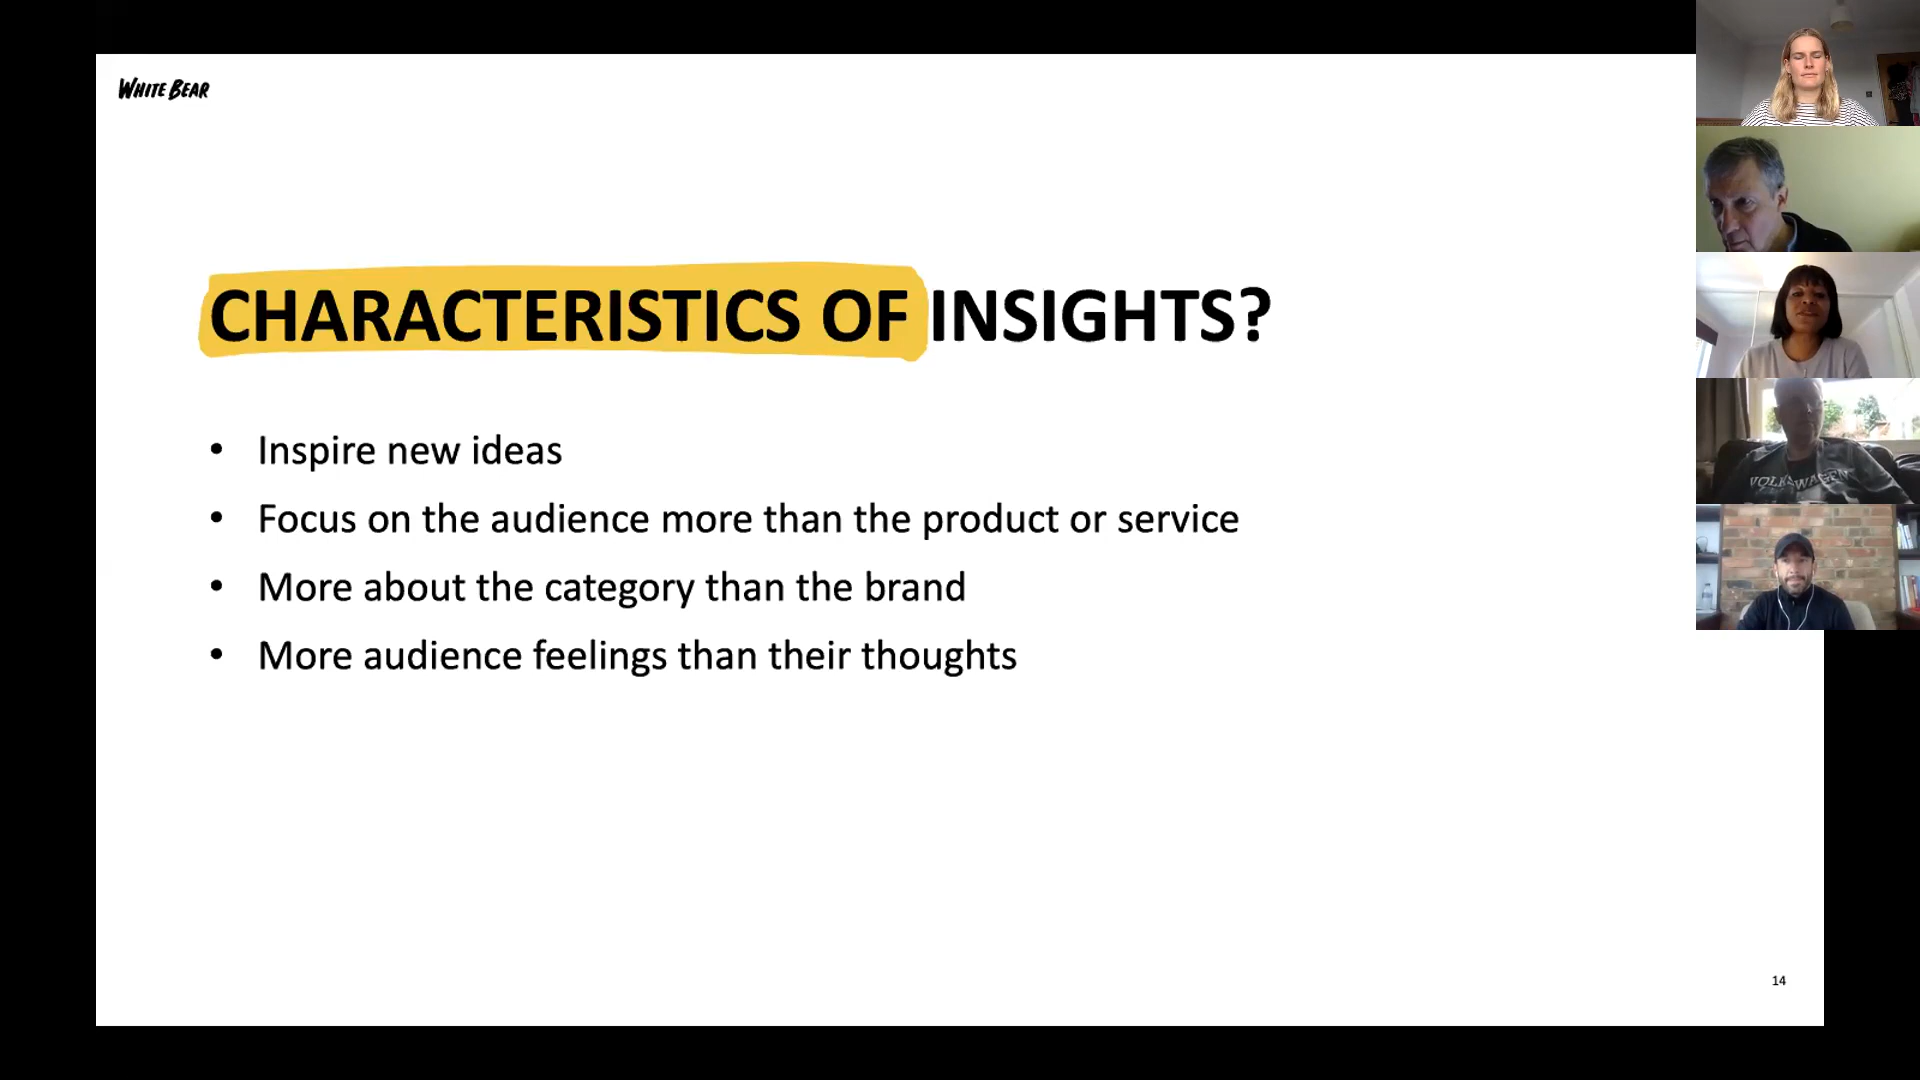 WHITE BEAR
CHARACTERISTICS OF INSIGHTS?
• Inspire new ideas
• Focus on the audience more than the product or service
• More about the category than the brand
• More audience feelings than their thoughts
14
VOLKSWAGEN